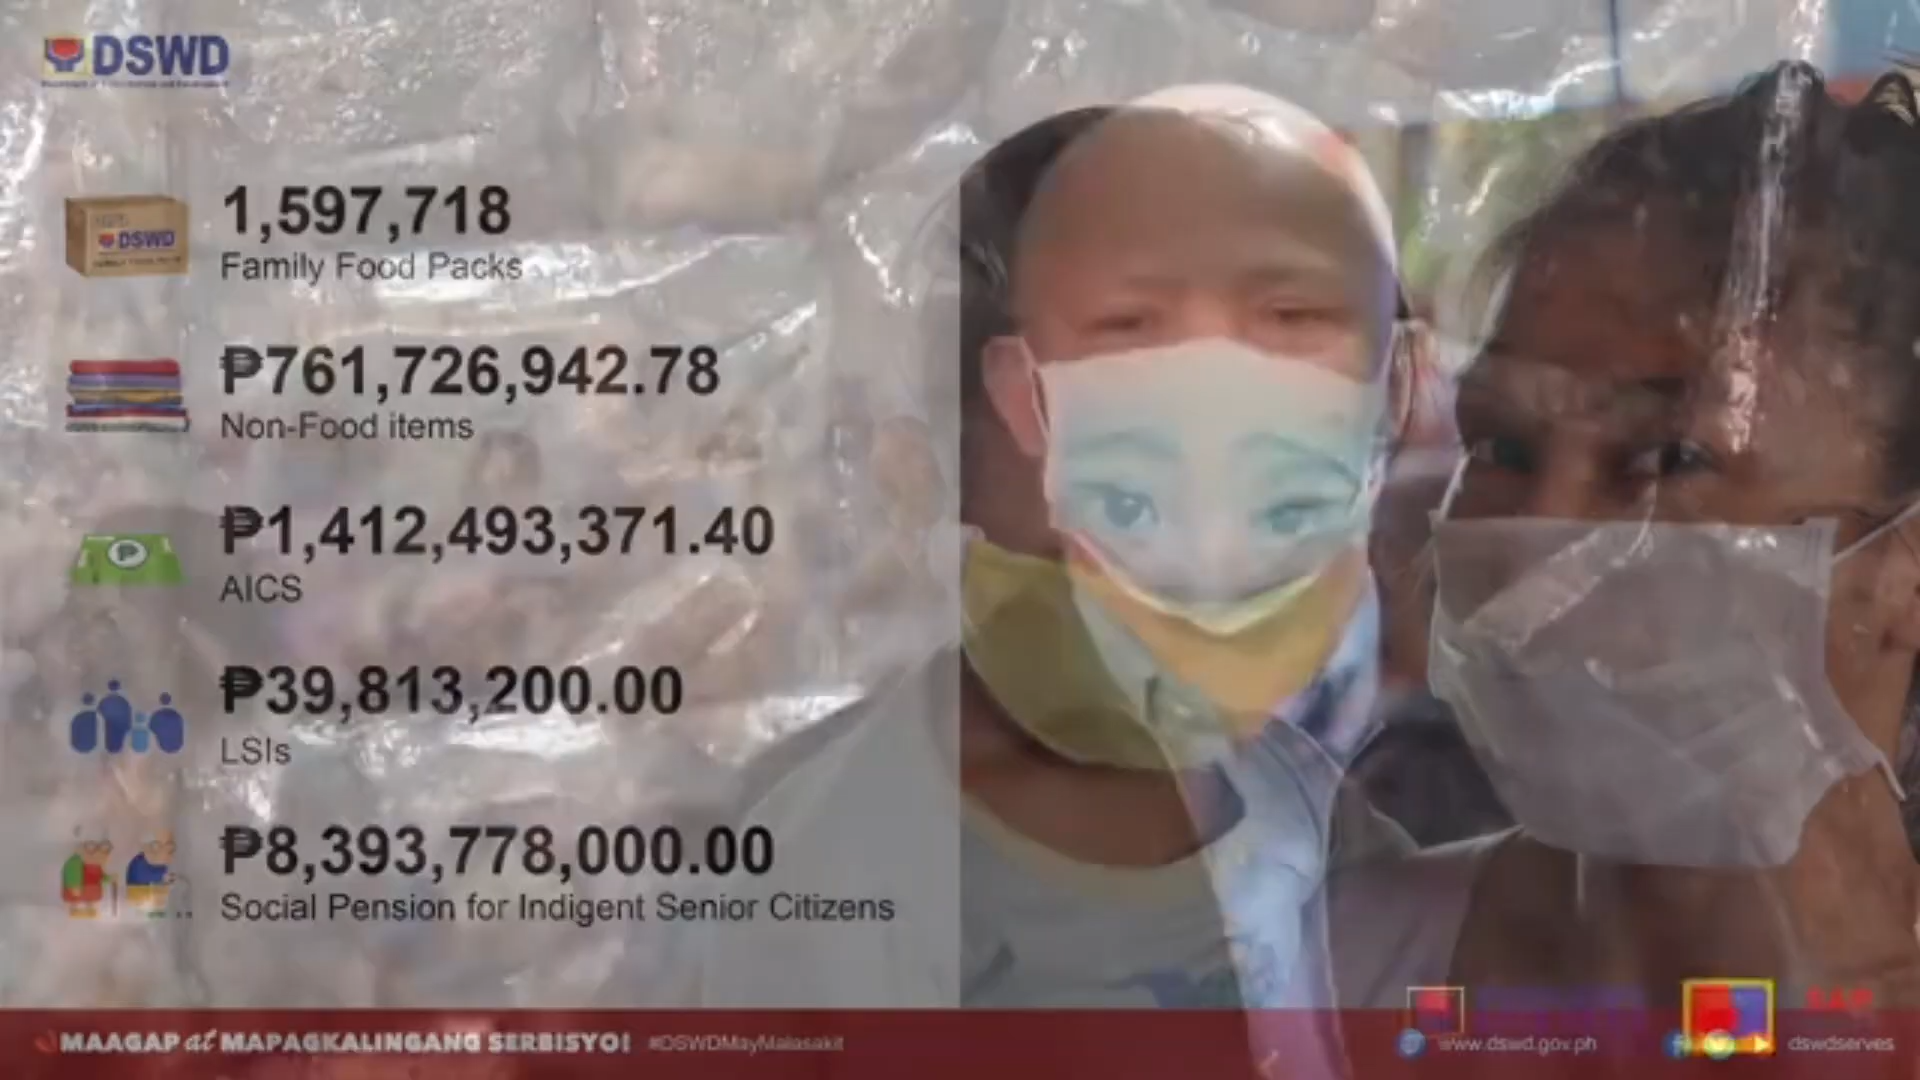 DSWD
1,597,718
Family Food Packs
DSWD
₱761,726,942.78
Non-Food items
₱1,412,493,371.40
AICS
₱39,813,200.00
LSIs
₱8,393,778,000.00
Social Pension for Indigent Senior Citizens
MAAGAP at MAPAGKALINGANG SERBISYO! #DSWDMayMalasakit www.dswd.gov.ph dswdserves